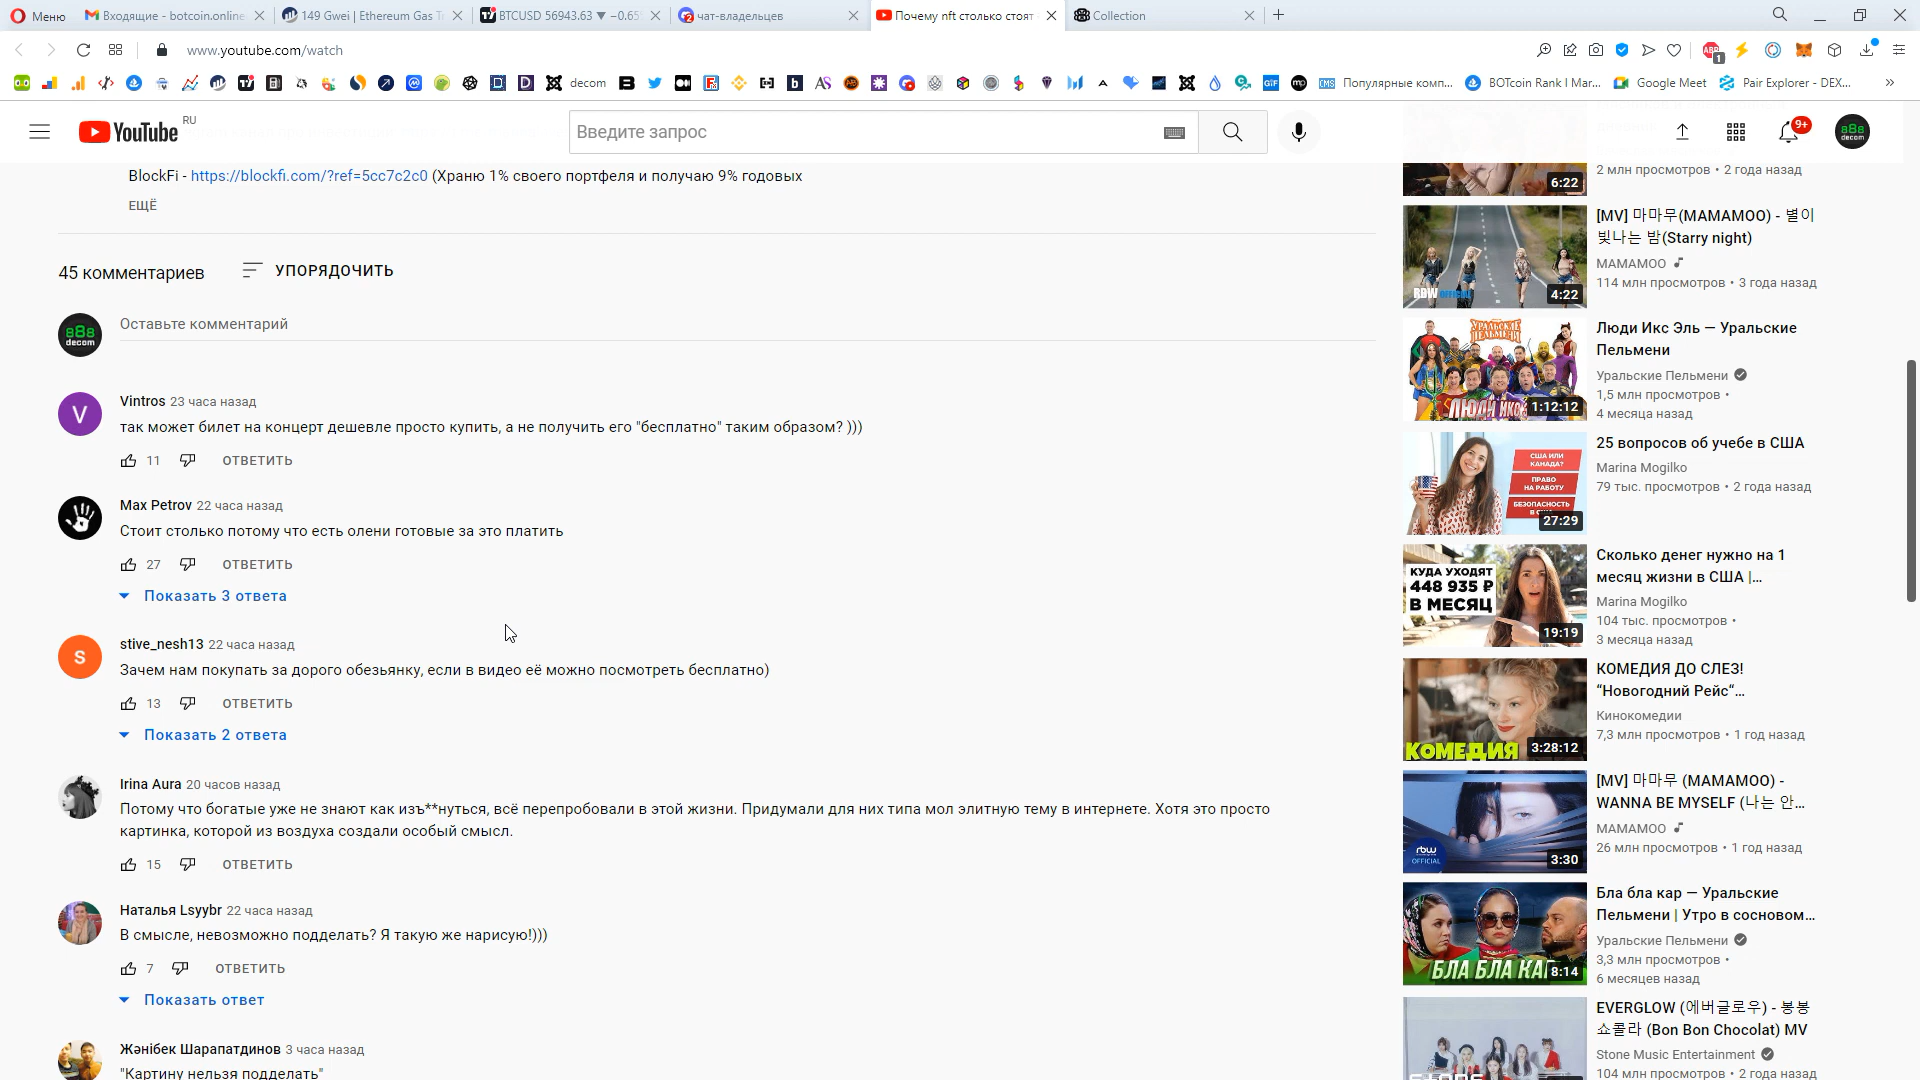 Меню
Входящие - botcoin.online
149 Gwei | Ethereum Gas T
BTCUSD 56943.63 ▼ −0.65
чат-владельцев
Почему nft столько стоят
Collection
www.youtube.com/watch
decom
Популярные комп...
BOTcoin Rank I Mar...
Google Meet
Pair Explorer - DEX...
YouTube RU
Введите запрос
9+
888 decom
BlockFi - https://blockfi.com/?ref=5cc7c2c0 (Храню 1% своего портфеля и получаю 9% годовых
ЕЩЁ
45 комментариев
УПОРЯДОЧИТЬ
888 decom
Оставьте комментарий
V
Vintros 23 часа назад
так может билет на концерт дешевле просто купить, а не получить его "бесплатно" таким образом? )))
11 ОТВЕТИТЬ
Max Petrov 22 часа назад
Стоит столько потому что есть олени готовые за это платить
27 ОТВЕТИТЬ
Показать 3 ответа
S
stive_nesh13 22 часа назад
Зачем нам покупать за дорого обезьянку, если в видео её можно посмотреть бесплатно)
13 ОТВЕТИТЬ
Показать 2 ответа
Irina Aura 20 часов назад
Потому что богатые уже не знают как изъ**нуться, всё перепробовали в этой жизни. Придумали для них типа мол элитную тему в интернете. Хотя это просто
картинка, которой из воздуха создали особый смысл.
15 ОТВЕТИТЬ
Наталья Lsyybr 22 часа назад
В смысле, невозможно подделать? Я такую же нарисую!)))
7 ОТВЕТИТЬ
Показать ответ
Жәнібек Шарапатдинов 3 часа назад
"Картину нельзя подделать"
6:22
2 млн просмотров • 2 года назад
4:22
[MV] 마마무(MAMAMOO) - 별이
빛나는 밤(Starry night)
MAMAMOO
114 млн просмотров • 3 года назад
УРАЛЬСКИЕ ПЕЛЬМЕНИ
1:12:12
Люди Икс Эль — Уральские
Пельмени
Уральские Пельмени
1,5 млн просмотров •
4 месяца назад
США ИЛИ КАНАДА?
ПРАВО НА РАБОТУ
БЕЗОПАСНОСТЬ
27:29
25 вопросов об учебе в США
Marina Mogilko
79 тыс. просмотров • 2 года назад
КУДА УХОДЯТ
448 935 ₽
В МЕСЯЦ
19:19
Сколько денег нужно на 1
месяц жизни в США |...
Marina Mogilko
104 тыс. просмотров •
3 месяца назад
КОМЕДИЯ
3:28:12
КОМЕДИЯ ДО СЛЕЗ!
“Новогодний Рейс“...
Кинокомедии
7,3 млн просмотров • 1 год назад
rbw OFFICIAL
3:30
[MV] 마마무 (MAMAMOO) -
WANNA BE MYSELF (나는 안...
MAMAMOO
26 млн просмотров • 1 год назад
БЛА БЛА КА
8:14
Бла бла кар — Уральские
Пельмени | Утро в сосновом...
Уральские Пельмени
3,3 млн просмотров •
6 месяцев назад
EVERGLOW (에버글로우) - 봉봉
쇼콜라 (Bon Bon Chocolat) MV
Stone Music Entertainment
104 млн просмотров • 2 года назад